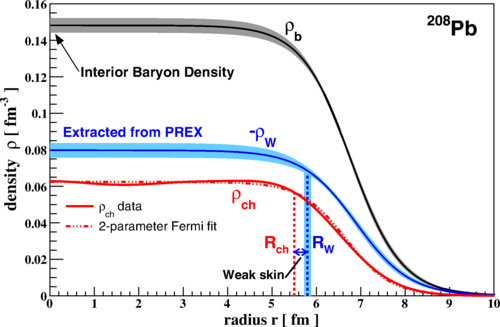 0.16
0.14
0.12
0.1
0.08
0.06
0.04
0.02
0
density ρ [ fm⁻³ ]
²⁰⁸Pb
ρb
Interior Baryon Density
Extracted from PREX
-ρW
ρch
ρch data
2-parameter Fermi fit
Rch
RW
Weak skin
0 1 2 3 4 5 6 7 8 9 10
radius r [ fm ]